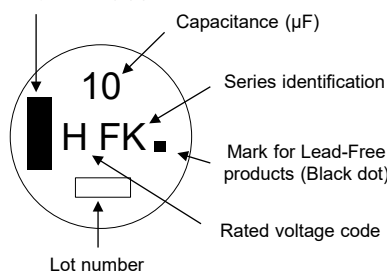 Capacitance (µF)
10
Series identification
H FK
Mark for Lead-Free
products (Black dot)
Rated voltage code
Lot number